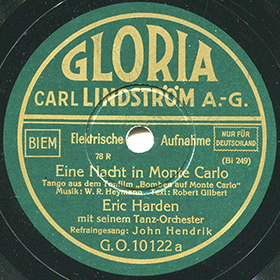 GLORIA
CARL LINDSTRÖM A.-G.
BIEM
Elektrische Aufnahme
NUR FÜR
DEUTSCHLAND
78 R
(Bi 249)
Eine Nacht in Monte Carlo
Tango aus dem Tonfilm „Bomben auf Monte Carlo"
Musik: W. R. Heymann Text: Robert Gilbert
Eric Harden
mit seinem Tanz-Orchester
Refraingesang: John Hendrik
G.O.10122a